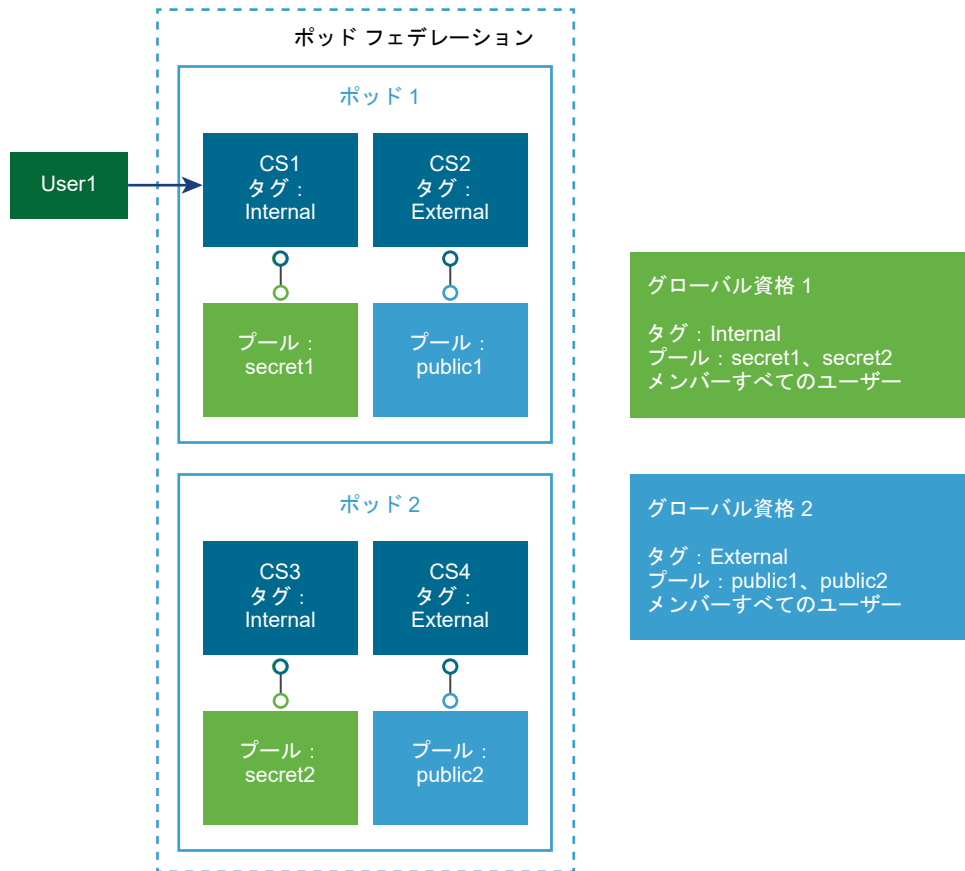 ポッド フェデレーション
ポッド 1
User1
CS1
タグ：
Internal
CS2
タグ：
External
プール：
secret1
プール：
public1
ポッド 2
CS3
タグ：
Internal
CS4
タグ：
External
プール：
secret2
プール：
public2
グローバル資格 1
タグ：Internal
プール：secret1、secret2
メンバーすべてのユーザー
グローバル資格 2
タグ：External
プール：public1、public2
メンバーすべてのユーザー